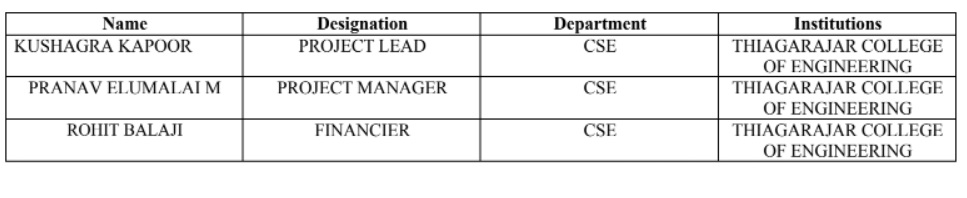 Name Designation Department Institutions
KUSHAGRA KAPOOR PROJECT LEAD CSE THIAGARAJAR COLLEGE
OF ENGINEERING
PRANAV ELUMALAI M PROJECT MANAGER CSE THIAGARAJAR COLLEGE
OF ENGINEERING
ROHIT BALAJI FINANCIER CSE THIAGARAJAR COLLEGE
OF ENGINEERING